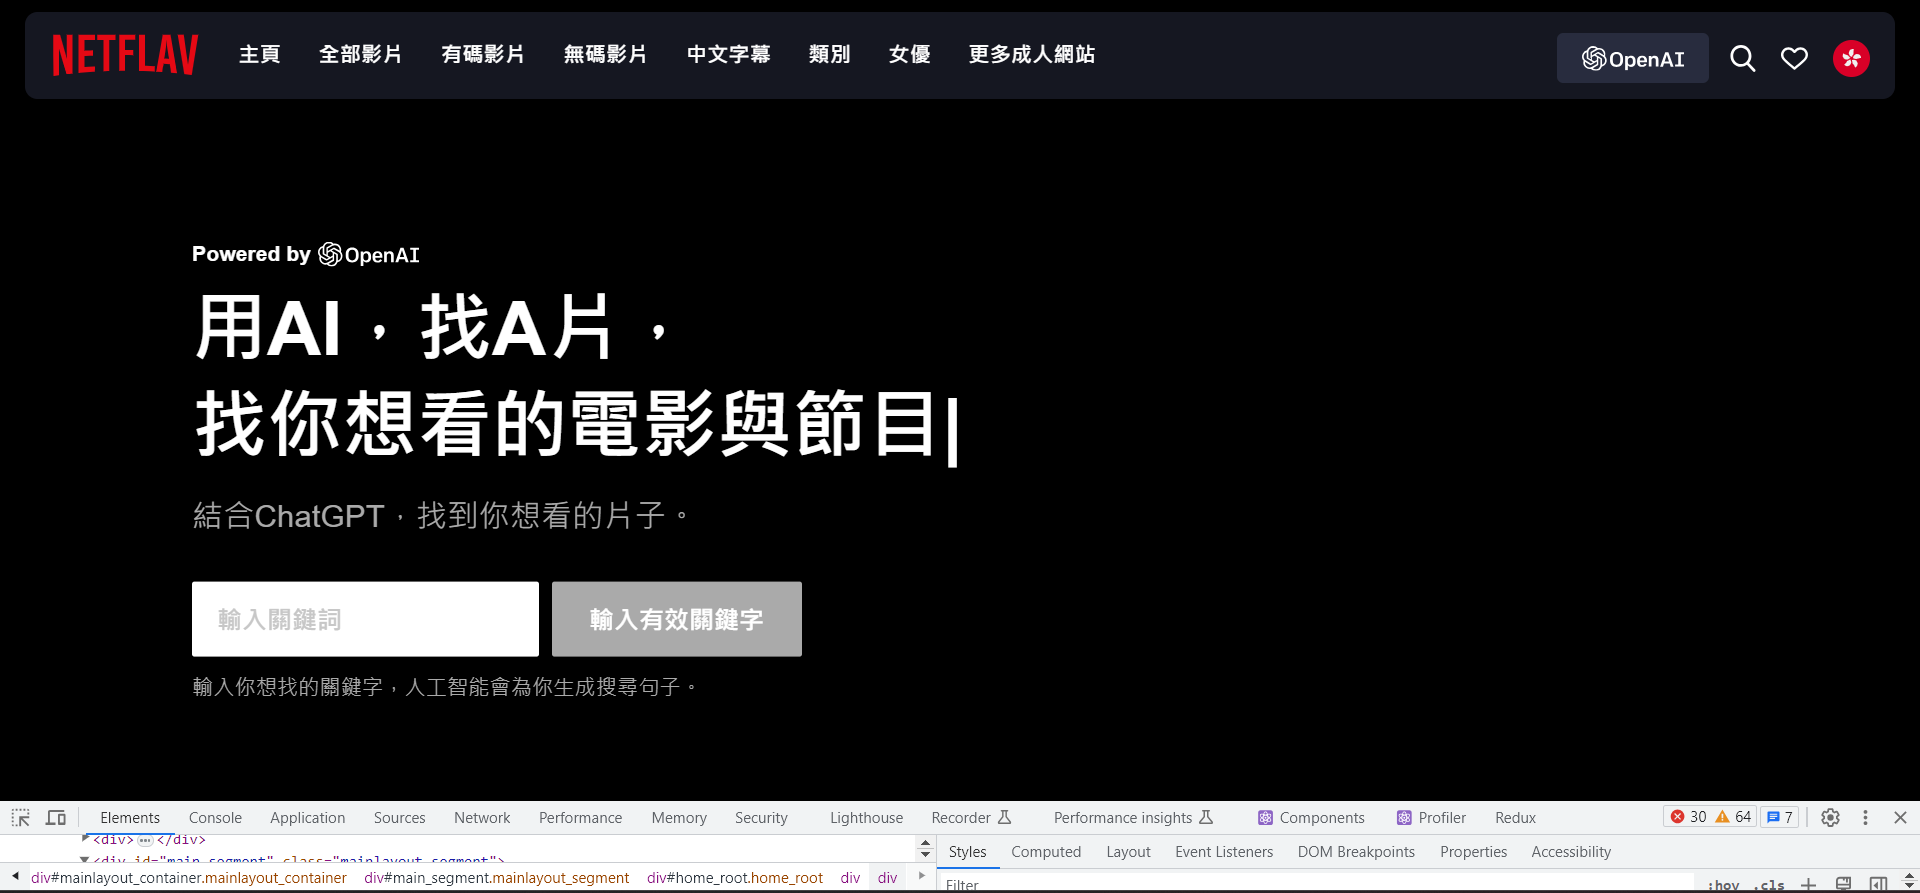 NETFLAV 主頁 全部影片 有碼影片 無碼影片 中文字幕 類別 女優 更多成人網站 OpenAI
Powered by OpenAI
用AI，找A片，
找你想看的電影與節目|
結合ChatGPT，找到你想看的片子。
輸入關鍵詞 輸入有效關鍵字
輸入你想找的關鍵字，人工智能會為你生成搜尋句子。
Elements Console Application Sources Network Performance Memory Security Lighthouse Recorder Performance insights Components Profiler Redux 30 64 7
<div> ••• </div>
<div id="main_segment" class="mainlayout_segment">
Styles Computed Layout Event Listeners DOM Breakpoints Properties Accessibility
div#mainlayout_container.mainlayout_container div#main_segment.mainlayout_segment div#home_root.home_root div div
Filter :hov .cls